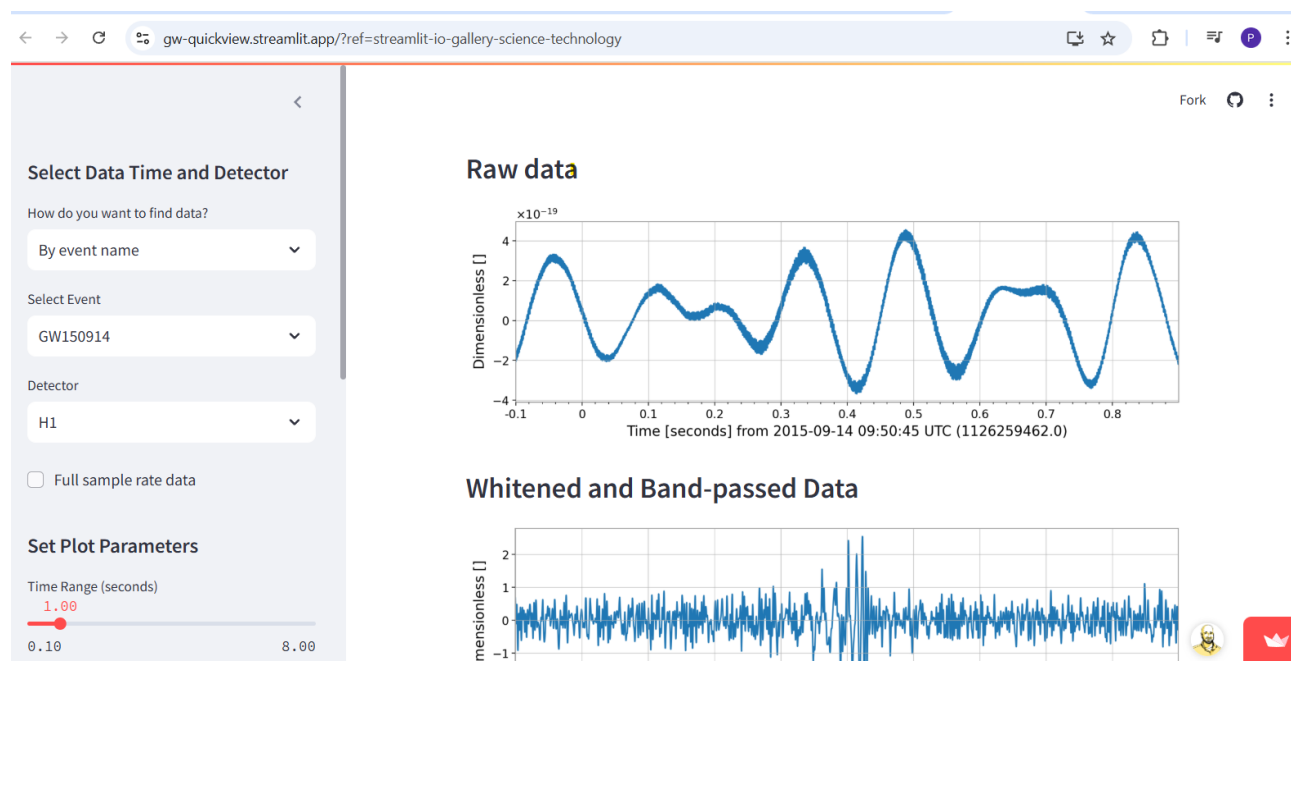 gw-quickview.streamlit.app/?ref=streamlit-io-gallery-science-technology
P
Select Data Time and Detector
How do you want to find data?
By event name
Select Event
GW150914
Detector
H1
Full sample rate data
Set Plot Parameters
Time Range (seconds)
1.00
0.10 8.00
Fork
Raw data
×10⁻¹⁹
Dimensionless []
4
2
0
−2
−4
-0.1 0 0.1 0.2 0.3 0.4 0.5 0.6 0.7 0.8
Time [seconds] from 2015-09-14 09:50:45 UTC (1126259462.0)
Whitened and Band-passed Data
mensionless []
2
1
0
−1